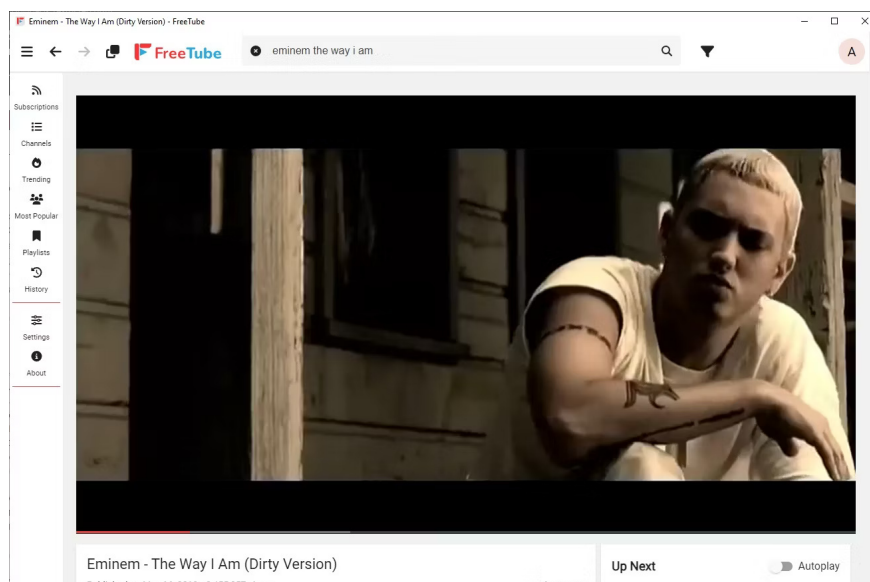 Eminem - The Way I Am (Dirty Version) - FreeTube
FreeTube
eminem the way i am
A
Subscriptions
Channels
Trending
Most Popular
Playlists
History
Settings
About
Eminem - The Way I Am (Dirty Version)
Up Next
Autoplay